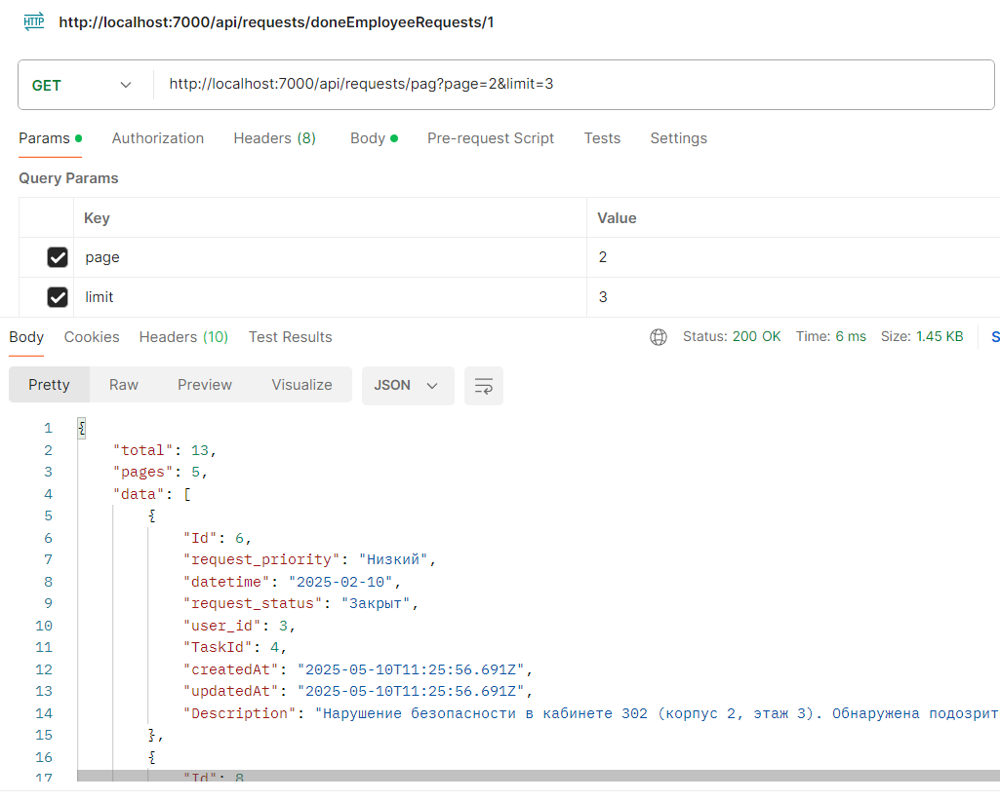 HTTP http://localhost:7000/api/requests/doneEmployeeRequests/1
GET http://localhost:7000/api/requests/pag?page=2&limit=3
Params Authorization Headers (8) Body Pre-request Script Tests Settings
Query Params
Key Value
page 2
limit 3
Body Cookies Headers (10) Test Results Status: 200 OK Time: 6 ms Size: 1.45 KB S
Pretty Raw Preview Visualize JSON
1 {
2 "total": 13,
3 "pages": 5,
4 "data": [
5 {
6 "Id": 6,
7 "request_priority": "Низкий",
8 "datetime": "2025-02-10",
9 "request_status": "Закрыт",
10 "user_id": 3,
11 "TaskId": 4,
12 "createdAt": "2025-05-10T11:25:56.691Z",
13 "updatedAt": "2025-05-10T11:25:56.691Z",
14 "Description": "Нарушение безопасности в кабинете 302 (корпус 2, этаж 3). Обнаружена подозрит
15 },
16 {
17 "Id": 8